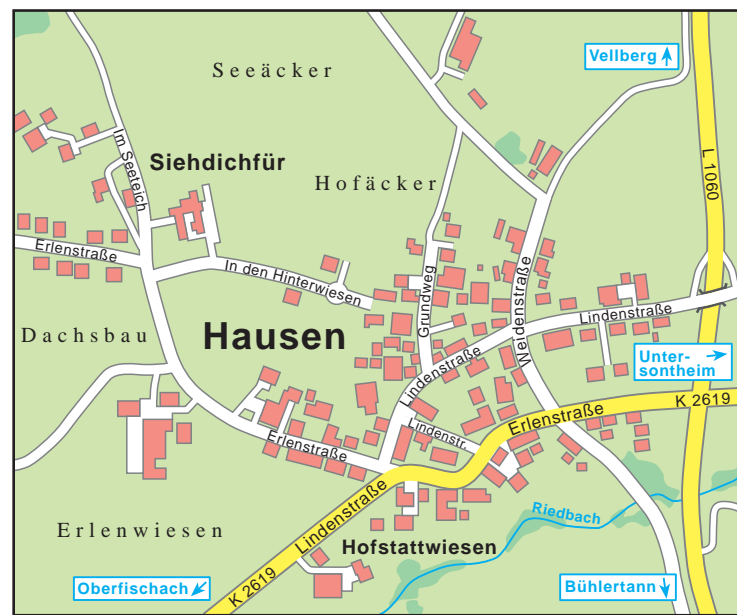 Seeäcker
Vellberg
Im Seeteich
Siehdichfür
L 1060
Hofäcker
Erlenstraße
In den Hinterwiesen
Grundweg
Weidenstraße
Lindenstraße
Dachsbau
Hausen
Lindenstraße
Unter-
sontheim
K 2619
Erlenstraße
Lindenstr.
Erlenstraße
Lindenstraße
Riedbach
Erlenwiesen
Hofstattwiesen
Oberfischach
K 2619
Bühlertann